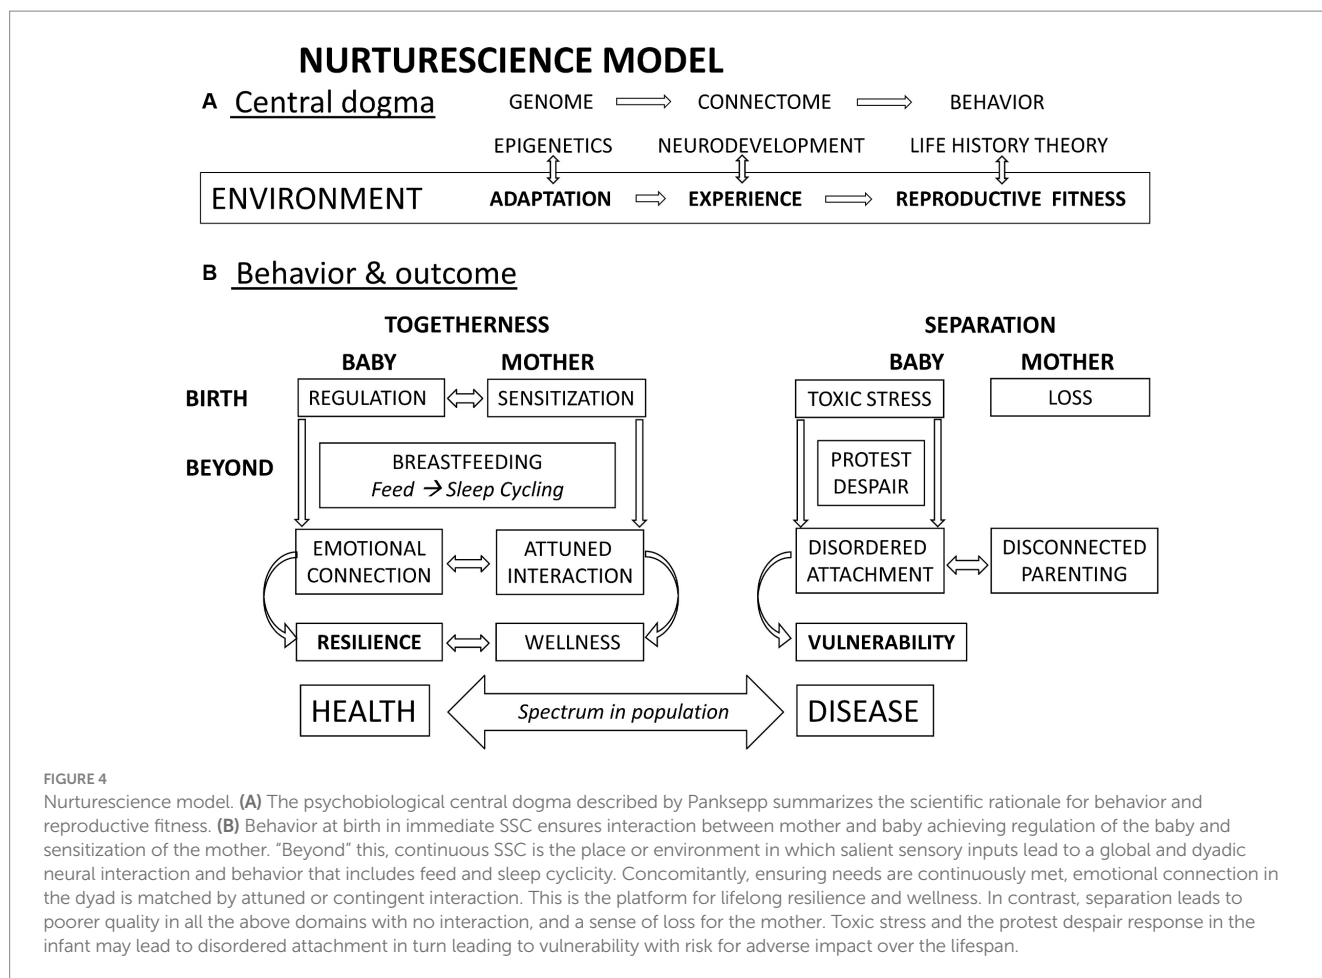 NURTURESCIENCE MODEL
A Central dogma
GENOME CONNECTOME BEHAVIOR
EPIGENETICS NEURODEVELOPMENT LIFE HISTORY THEORY
ENVIRONMENT ADAPTATION EXPERIENCE REPRODUCTIVE FITNESS
B Behavior & outcome
TOGETHERNESS SEPARATION
BABY MOTHER BABY MOTHER
BIRTH REGULATION SENSITIZATION TOXIC STRESS LOSS
BEYOND
BREASTFEEDING
Feed → Sleep Cycling
PROTEST
DESPAIR
EMOTIONAL
CONNECTION
ATTUNED
INTERACTION
DISORDERED
ATTACHMENT
DISCONNECTED
PARENTING
RESILIENCE WELLNESS VULNERABILITY
HEALTH Spectrum in population DISEASE
FIGURE 4
Nurturescience model. (A) The psychobiological central dogma described by Panksepp summarizes the scientific rationale for behavior and
reproductive fitness. (B) Behavior at birth in immediate SSC ensures interaction between mother and baby achieving regulation of the baby and
sensitization of the mother. "Beyond" this, continuous SSC is the place or environment in which salient sensory inputs lead to a global and dyadic
neural interaction and behavior that includes feed and sleep cyclicity. Concomitantly, ensuring needs are continuously met, emotional connection in
the dyad is matched by attuned or contingent interaction. This is the platform for lifelong resilience and wellness. In contrast, separation leads to
poorer quality in all the above domains with no interaction, and a sense of loss for the mother. Toxic stress and the protest despair response in the
infant may lead to disordered attachment in turn leading to vulnerability with risk for adverse impact over the lifespan.